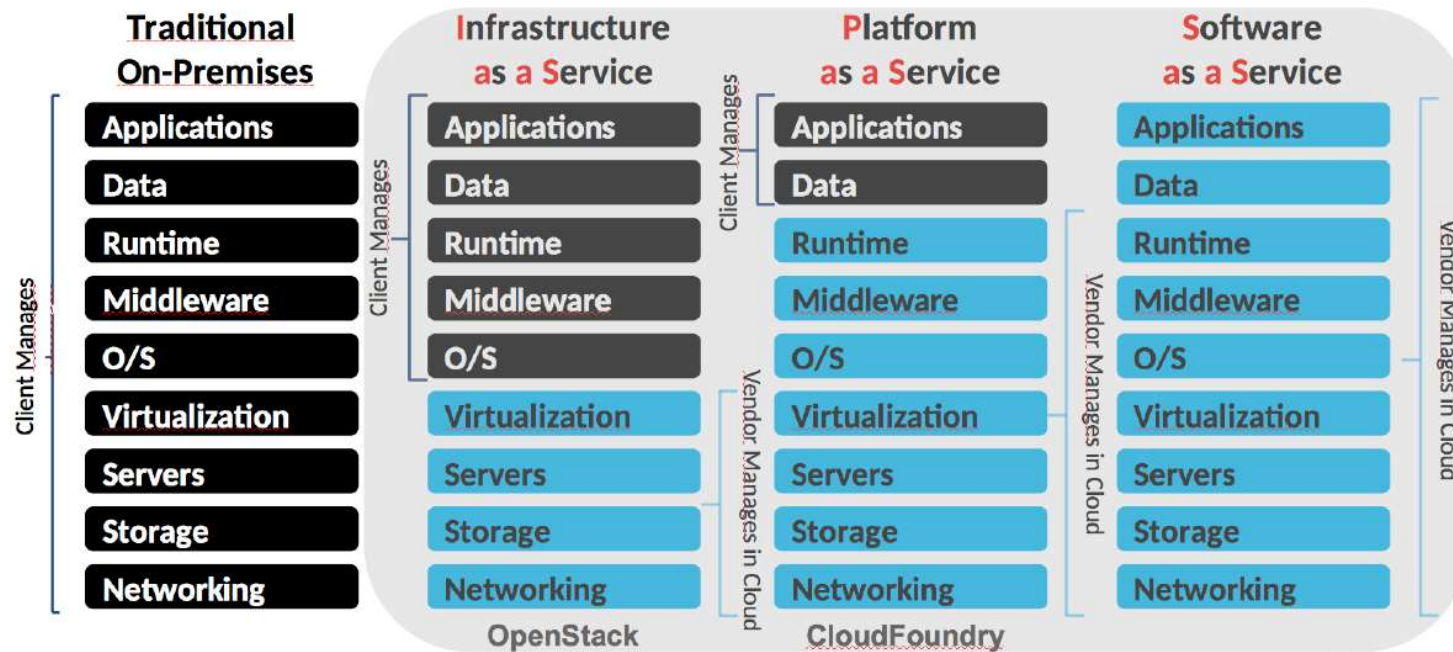 Traditional
On-Premises
Client Manages
Applications
Data
Runtime
Middleware
O/S
Virtualization
Servers
Storage
Networking
Infrastructure
as a Service
Client Manages
Applications
Data
Runtime
Middleware
O/S
Virtualization
Servers
Storage
Networking
Vendor Manages in Cloud
OpenStack
Platform
as a Service
Client Manages
Applications
Data
Runtime
Middleware
O/S
Virtualization
Servers
Storage
Networking
Vendor Manages in Cloud
CloudFoundry
Software
as a Service
Applications
Data
Runtime
Middleware
O/S
Virtualization
Servers
Storage
Networking
Vendor Manages in Cloud